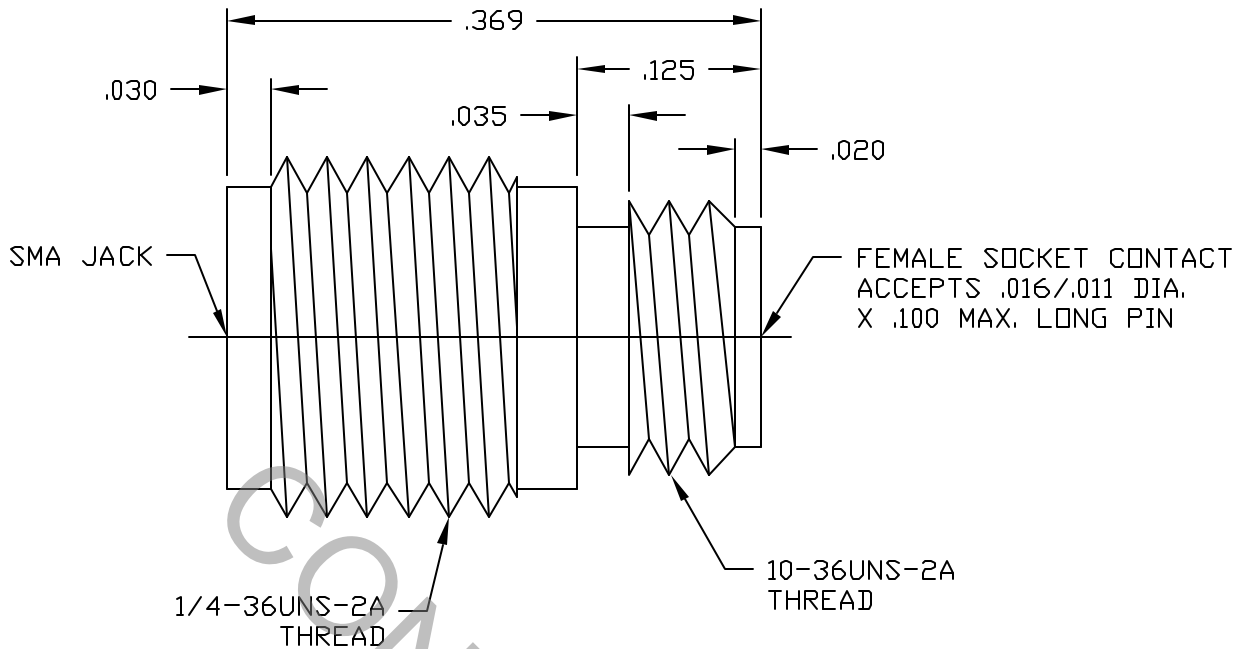 .369
.125
.030
.035
.020
SMA JACK
FEMALE SOCKET CONTACT
ACCEPTS .016/.011 DIA.
X .100 MAX. LONG PIN
10-36UNS-2A
THREAD
1/4-36UNS-2A
THREAD